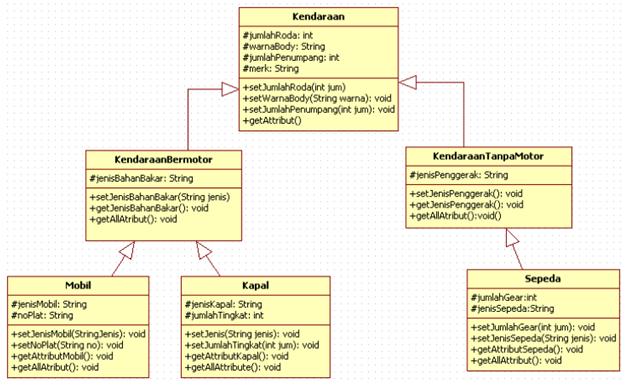 Kendaraan
#jumlahRoda: int
#warnaBody: String
#jumlahPenumpang: int
#merk: String
+setJumlahRoda(int jum)
+setWarnaBody(String warna): void
+setJumlahPenumpang(int jum): void
+getAttribut()
KendaraanBermotor
#jenisBahanBakar: String
+setJenisBahanBakar(String jenis)
+getJenisBahanBakar(): void
+getAllAtribut(): void
KendaraanTanpaMotor
#jenisPenggerak: String
+setJenisPenggerak(): void
+getJenisPenggerak(): void
+getAllAtribut():void()
Mobil
#jenisMobil: String
#noPlat: String
+setJenisMobil(StringJenis): void
+setNoPlat(String no): void
+getAttributMobil(): void
+getAllAtribut(): void
Kapal
#jenisKapal: String
#jumlahTingkat: int
+setJenis(String jenis): void
+setJumlahTingkat(int jum): void
+getAttributKapal(): void
+getAllAttribute(): void
Sepeda
#jumlahGear:int
#jenisSepeda:String
+setJumlahGear(int jum): void
+setJenisSepeda(String jenis): void
+getAttributSepeda(): void
+getAllAttribut(): void